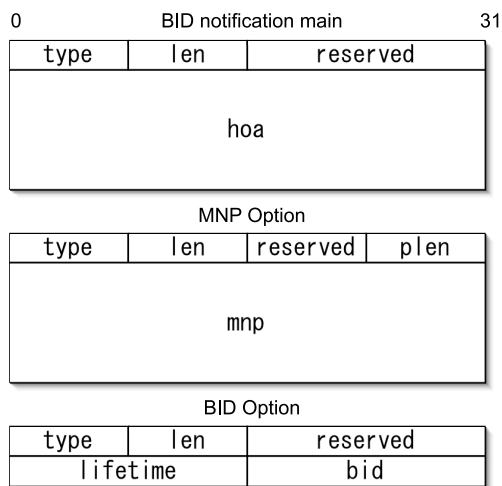 0 BID notification main 31
type len reserved
hoa
MNP Option
type len reserved plen
mnp
BID Option
type len reserved
lifetime bid